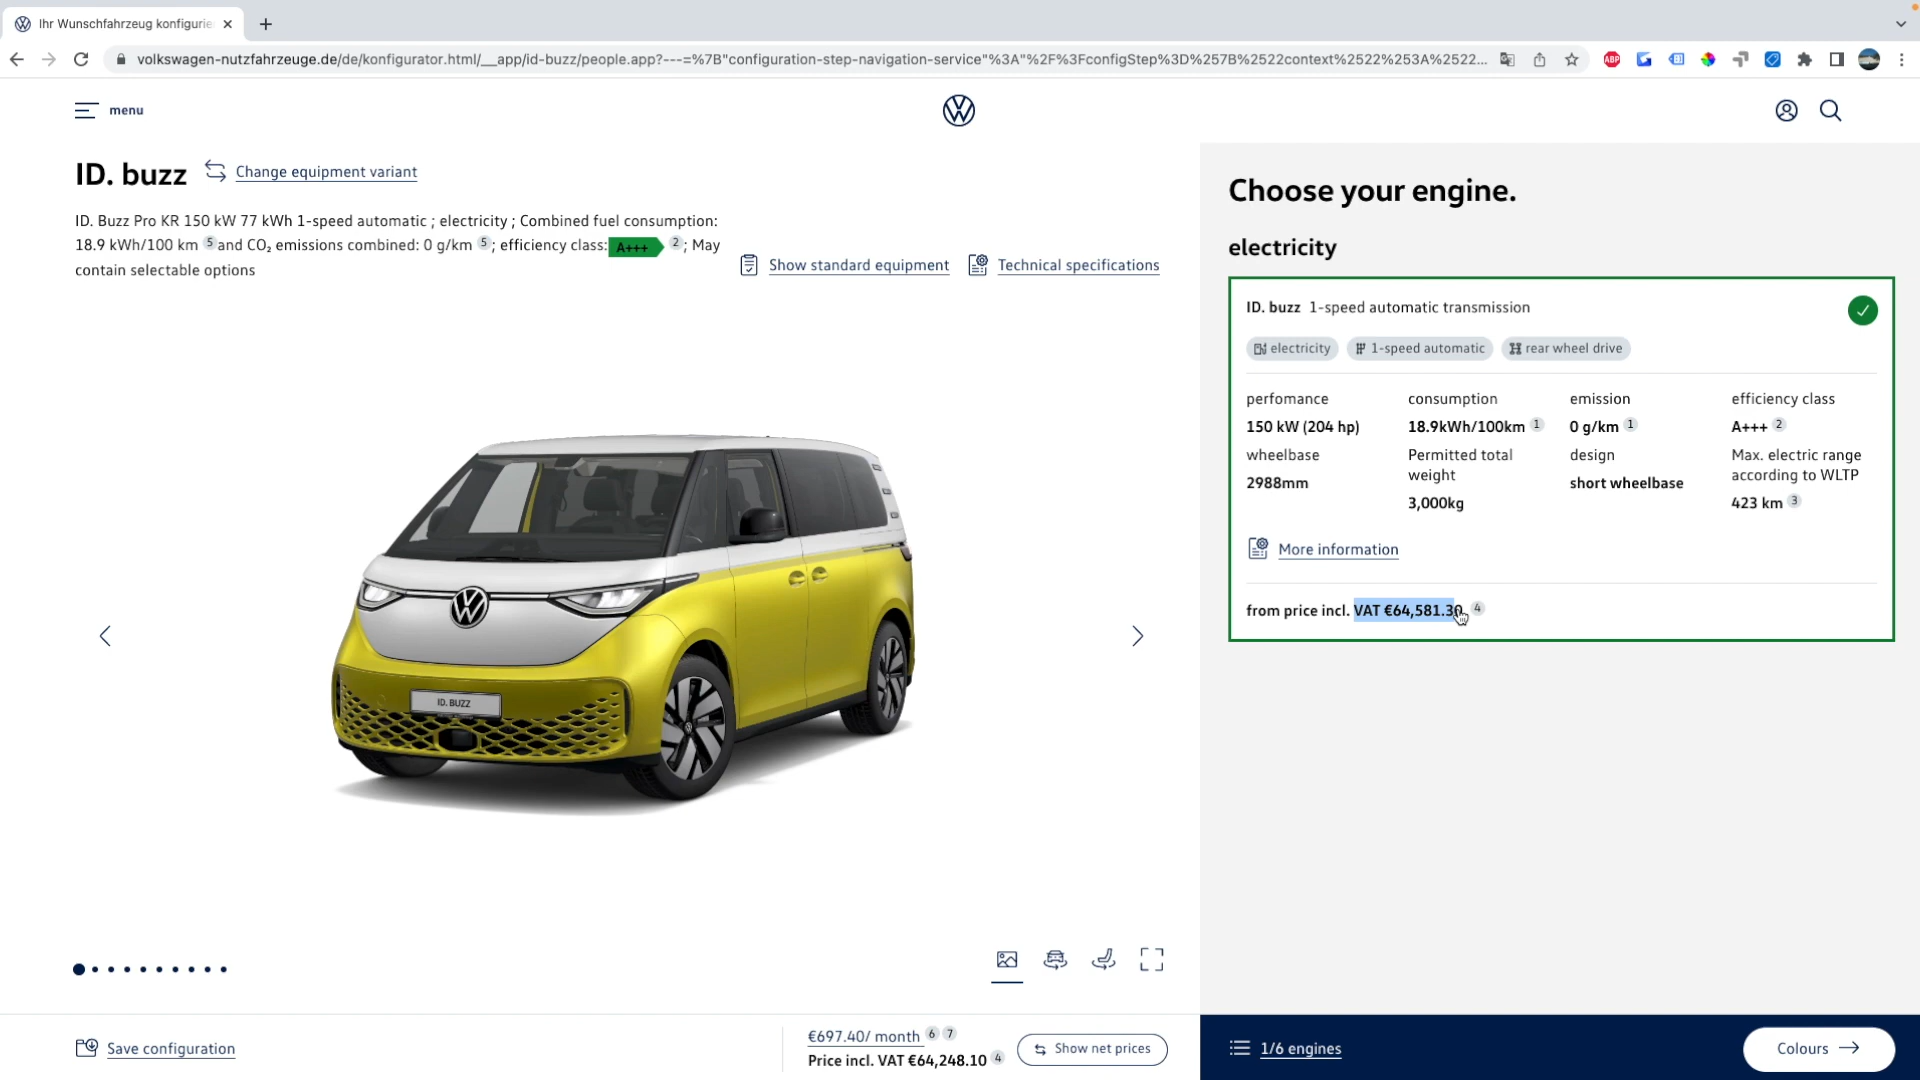 Ihr Wunschfahrzeug konfigurie
volkswagen-nutzfahrzeuge.de/de/konfigurator.html/__app/id-buzz/people.app?---=%7B"configuration-step-navigation-service"%3A"%2F%3FconfigStep%3D%257B%2522context%2522%253A%2522...
ABP
menu
ID. buzz Change equipment variant
ID. Buzz Pro KR 150 kW 77 kWh 1-speed automatic ; electricity ; Combined fuel consumption:
18.9 kWh/100 km 5 and CO₂ emissions combined: 0 g/km 5; efficiency class: A+++ 2; May
contain selectable options
Show standard equipment Technical specifications
ID. BUZZ
Choose your engine.
electricity
ID. buzz 1-speed automatic transmission
electricity 1-speed automatic rear wheel drive
perfomance consumption emission efficiency class
150 kW (204 hp) 18.9kWh/100km 1 0 g/km 1 A+++ 2
wheelbase Permitted total design Max. electric range
weight according to WLTP
2988mm short wheelbase
3,000kg 423 km 3
More information
from price incl. VAT €64,581.30 4
Save configuration
€697.40/ month 6 7
Price incl. VAT €64,248.10 4
Show net prices
1/6 engines
Colours